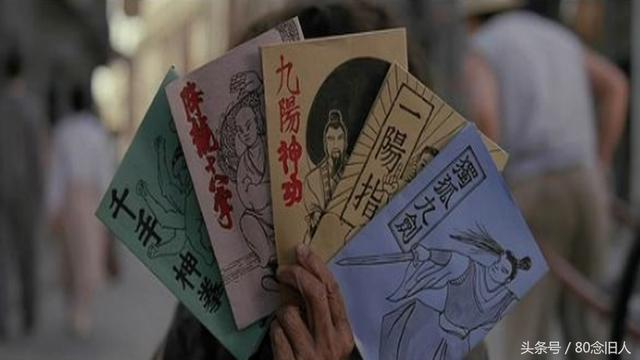 千手神拳
降龍十八掌
九陽神功
一陽指
獨孤九劍
头条号 / 80念旧人